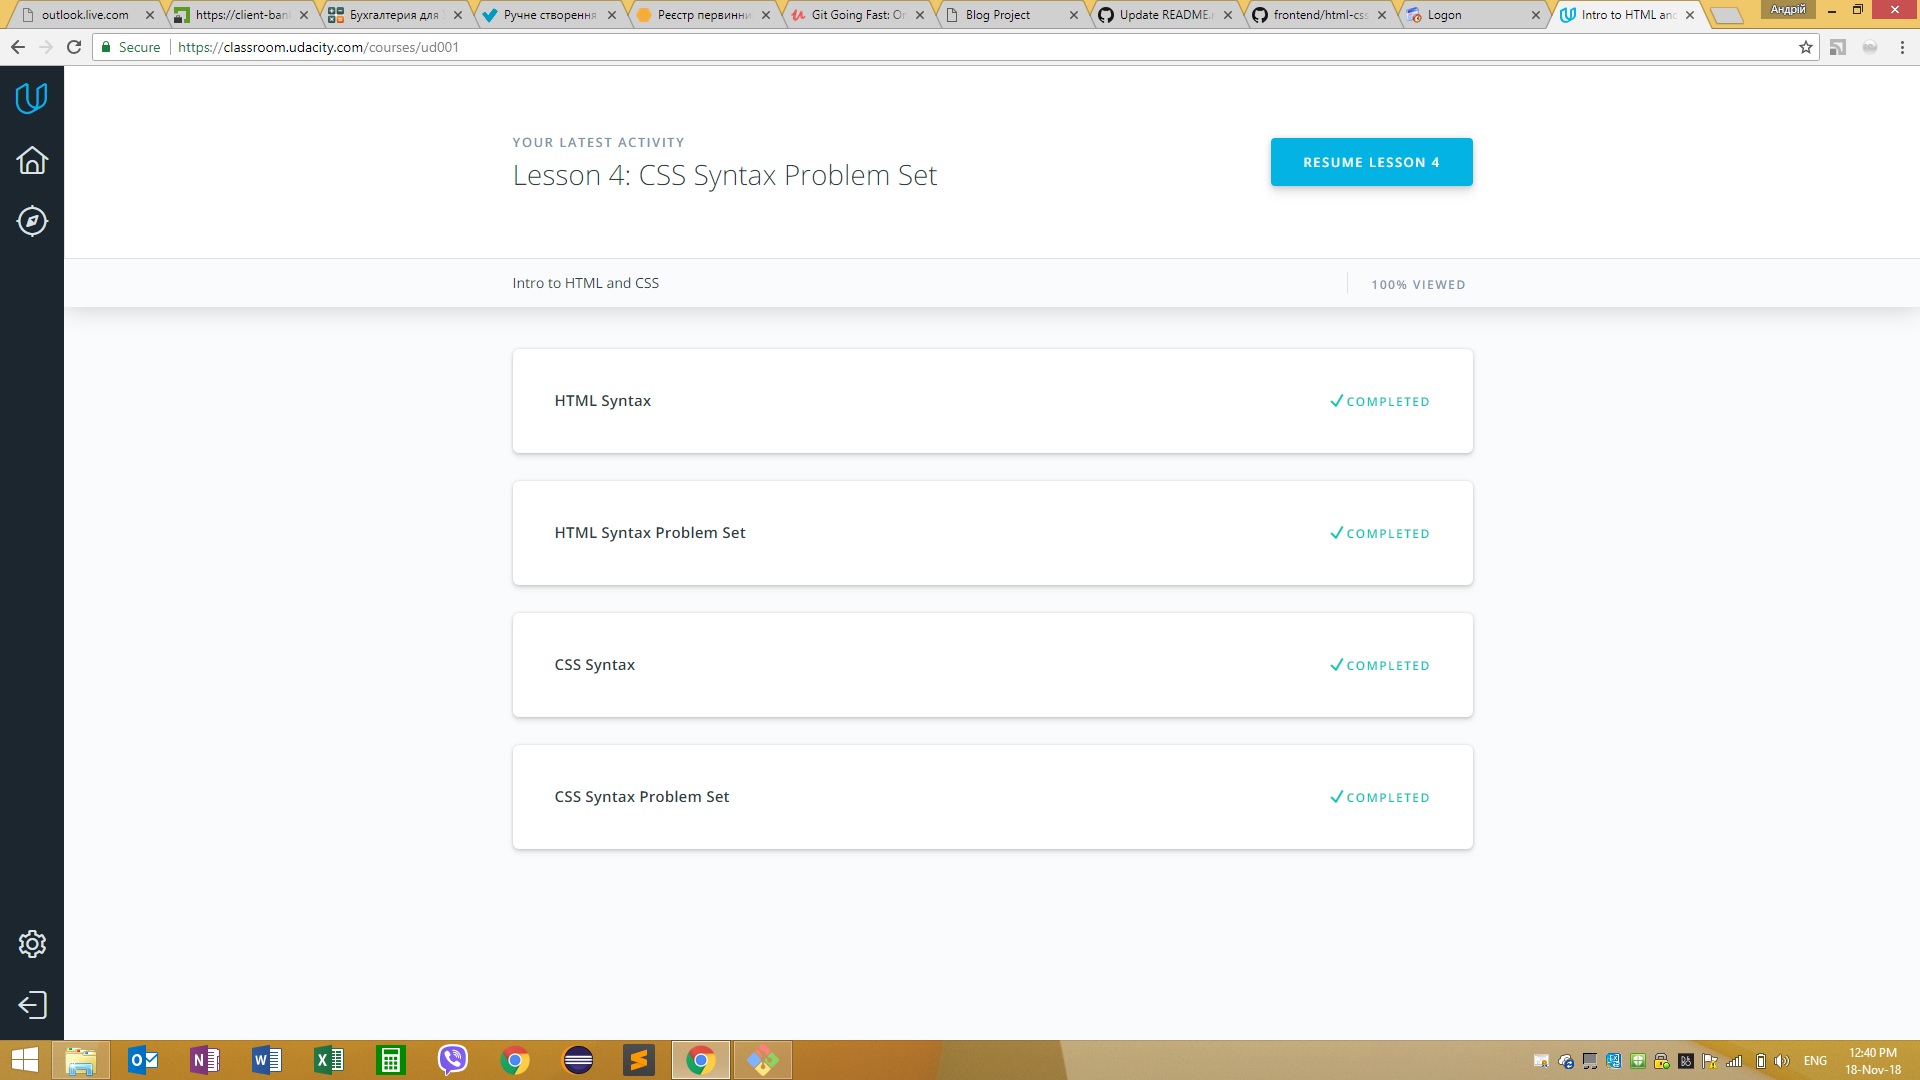 outlook.live.com
https://client-ban
Бухгалтерия для
Ручне створення
Реєстр первинни
Git Going Fast: On
Blog Project
Update README.
frontend/html-css
Logon
Intro to HTML and
Андрій
Secure
https://classroom.udacity.com/courses/ud001
YOUR LATEST ACTIVITY
Lesson 4: CSS Syntax Problem Set
RESUME LESSON 4
Intro to HTML and CSS
100% VIEWED
HTML Syntax
COMPLETED
HTML Syntax Problem Set
COMPLETED
CSS Syntax
COMPLETED
CSS Syntax Problem Set
COMPLETED
ENG
12:40 PM
18-Nov-18